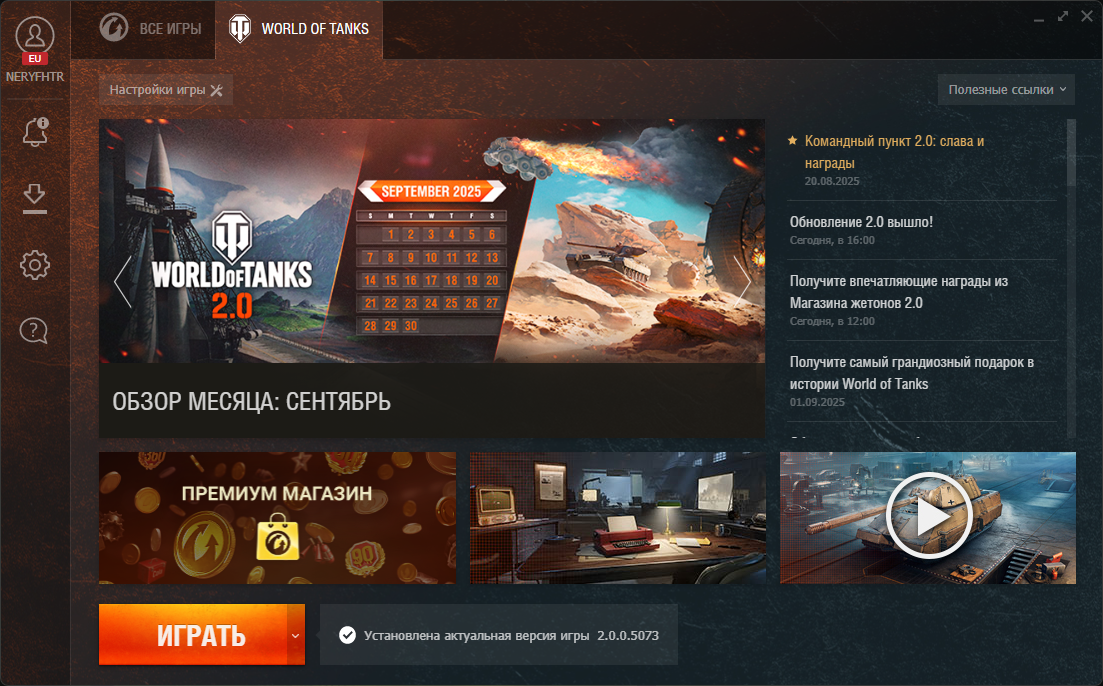 ВСЕ ИГРЫ
WORLD OF TANKS
EU
NERYFHTR
Настройки игры
Полезные ссылки
SEPTEMBER 2025
S M T W T F S
1 2 3 4 5 6
7 8 9 10 11 12 13
14 15 16 17 18 19 20
21 22 23 24 25 26 27
28 29 30
WORLD OF TANKS
2.0
ОБЗОР МЕСЯЦА: СЕНТЯБРЬ
Командный пункт 2.0: слава и
награды
20.08.2025
Обновление 2.0 вышло!
Сегодня, в 16:00
Получите впечатляющие награды из
Магазина жетонов 2.0
Сегодня, в 12:00
Получите самый грандиозный подарок в
истории World of Tanks
01.09.2025
ПРЕМИУМ МАГАЗИН
ИГРАТЬ
Установлена актуальная версия игры 2.0.0.5073